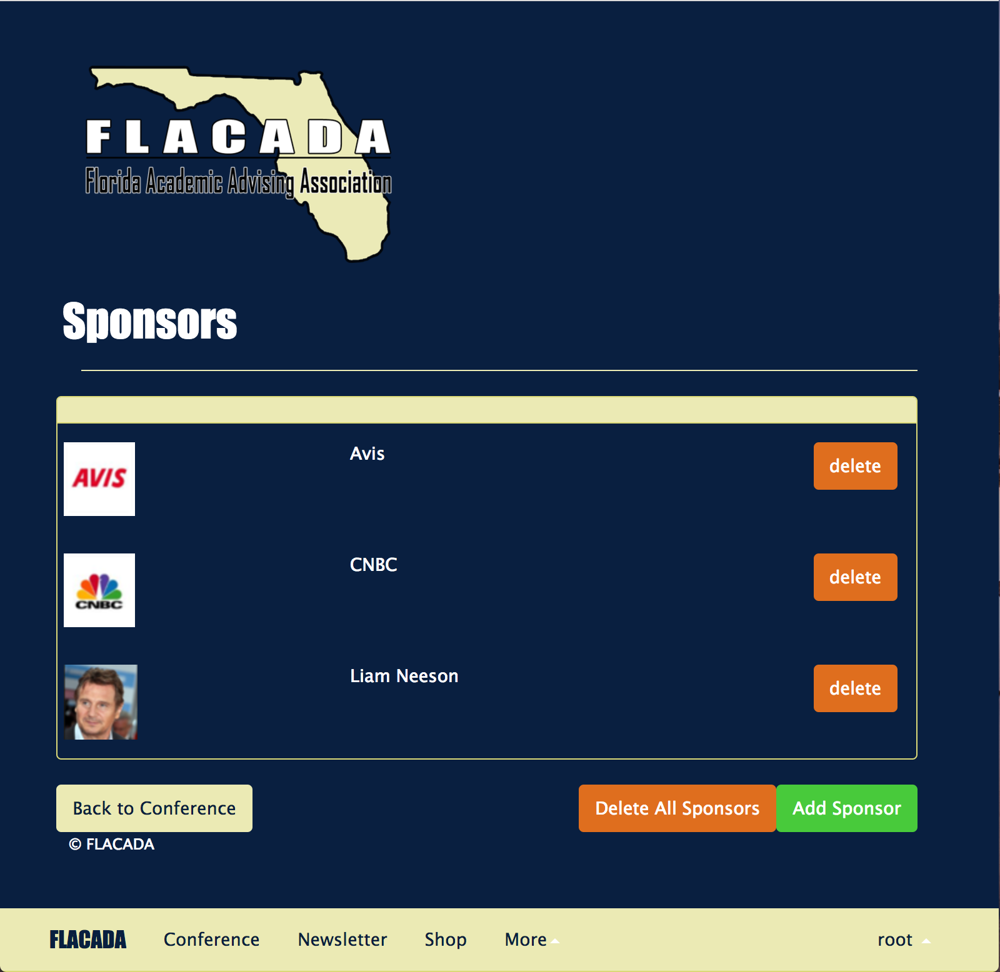 FLACADA
Florida Academic Advising Association
Sponsors
AVIS
Avis
delete
CNBC
CNBC
delete
Liam Neeson
delete
Back to Conference
Delete All Sponsors
Add Sponsor
© FLACADA
FLACADA Conference Newsletter Shop More root